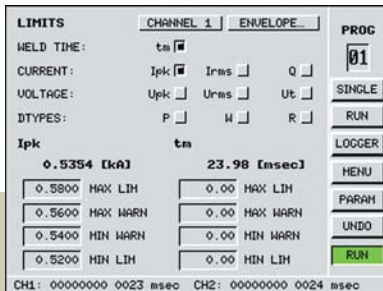 LIMITS CHANNEL 1 ENVELOPE… PROG
WELD TIME: tm 01
CURRENT: Ipk Irms Q
VOLTAGE: Upk Urms Ut SINGLE
DTYPES: P W R RUN
Ipk tm LOGGER
0.5354 [kA] 23.98 [msec] MENU
0.5800 MAX LIM 0.00 MAX LIM PARAM
0.5600 MAX WARN 0.00 MAX WARN
0.5400 MIN WARN 0.00 MIN WARN UNDO
0.5200 MIN LIM 0.00 MIN LIM RUN
CH1: 00000000 0023 msec CH2: 00000000 0024 msec